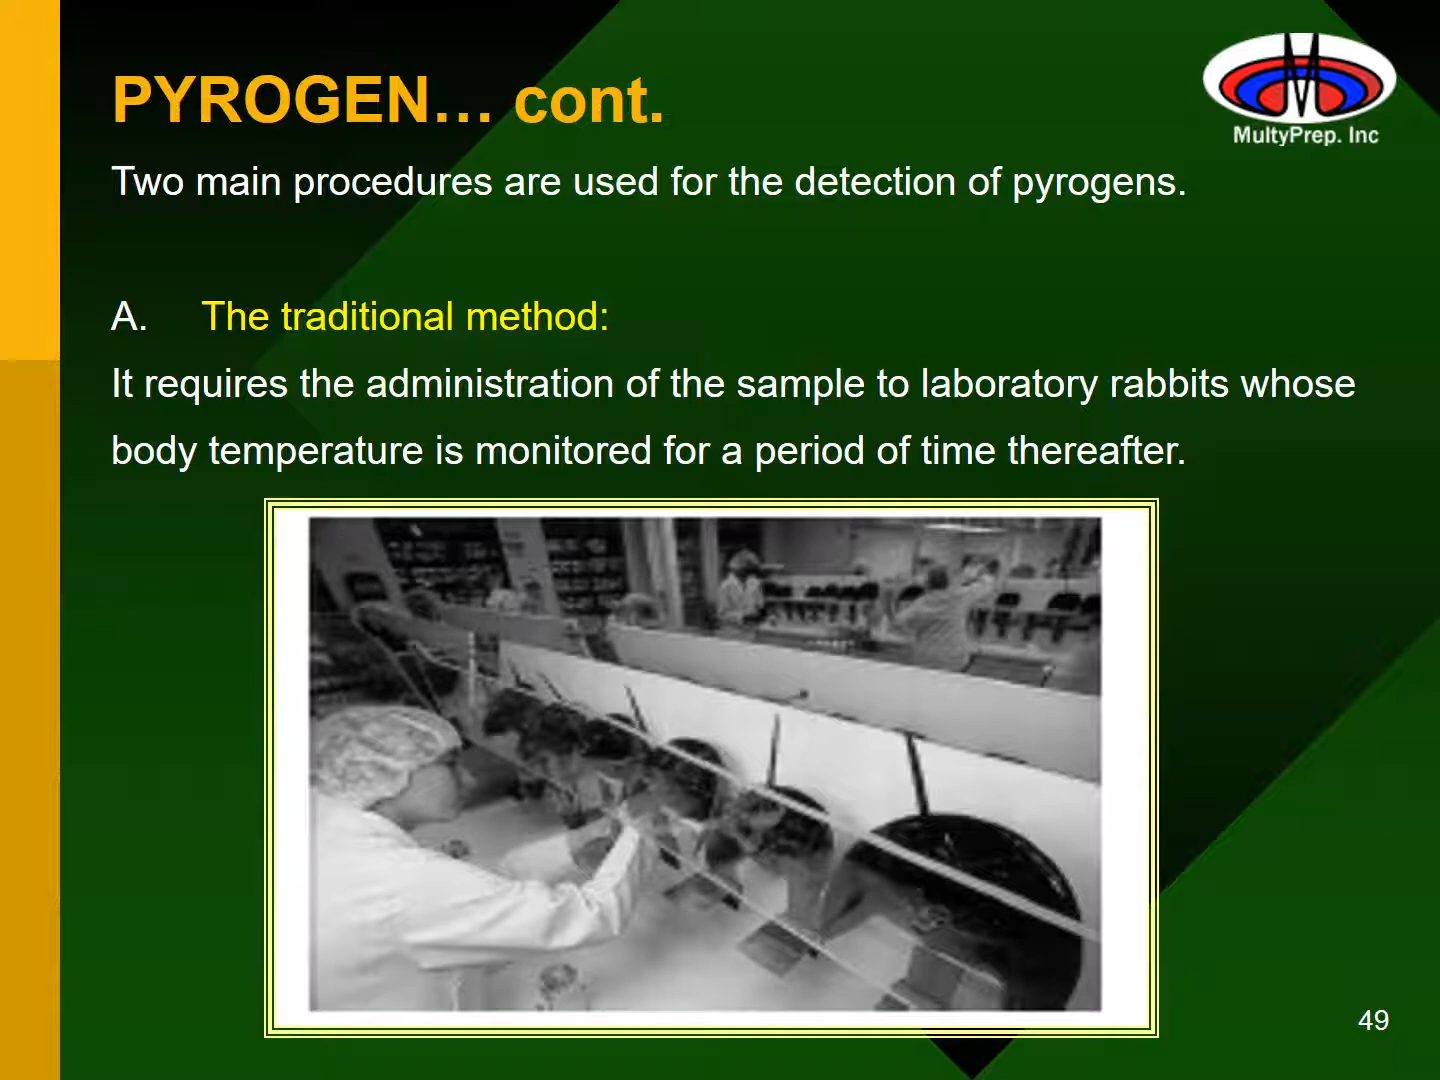 PYROGEN… cont.
MultyPrep. Inc
Two main procedures are used for the detection of pyrogens.
A. The traditional method:
It requires the administration of the sample to laboratory rabbits whose
body temperature is monitored for a period of time thereafter.
49